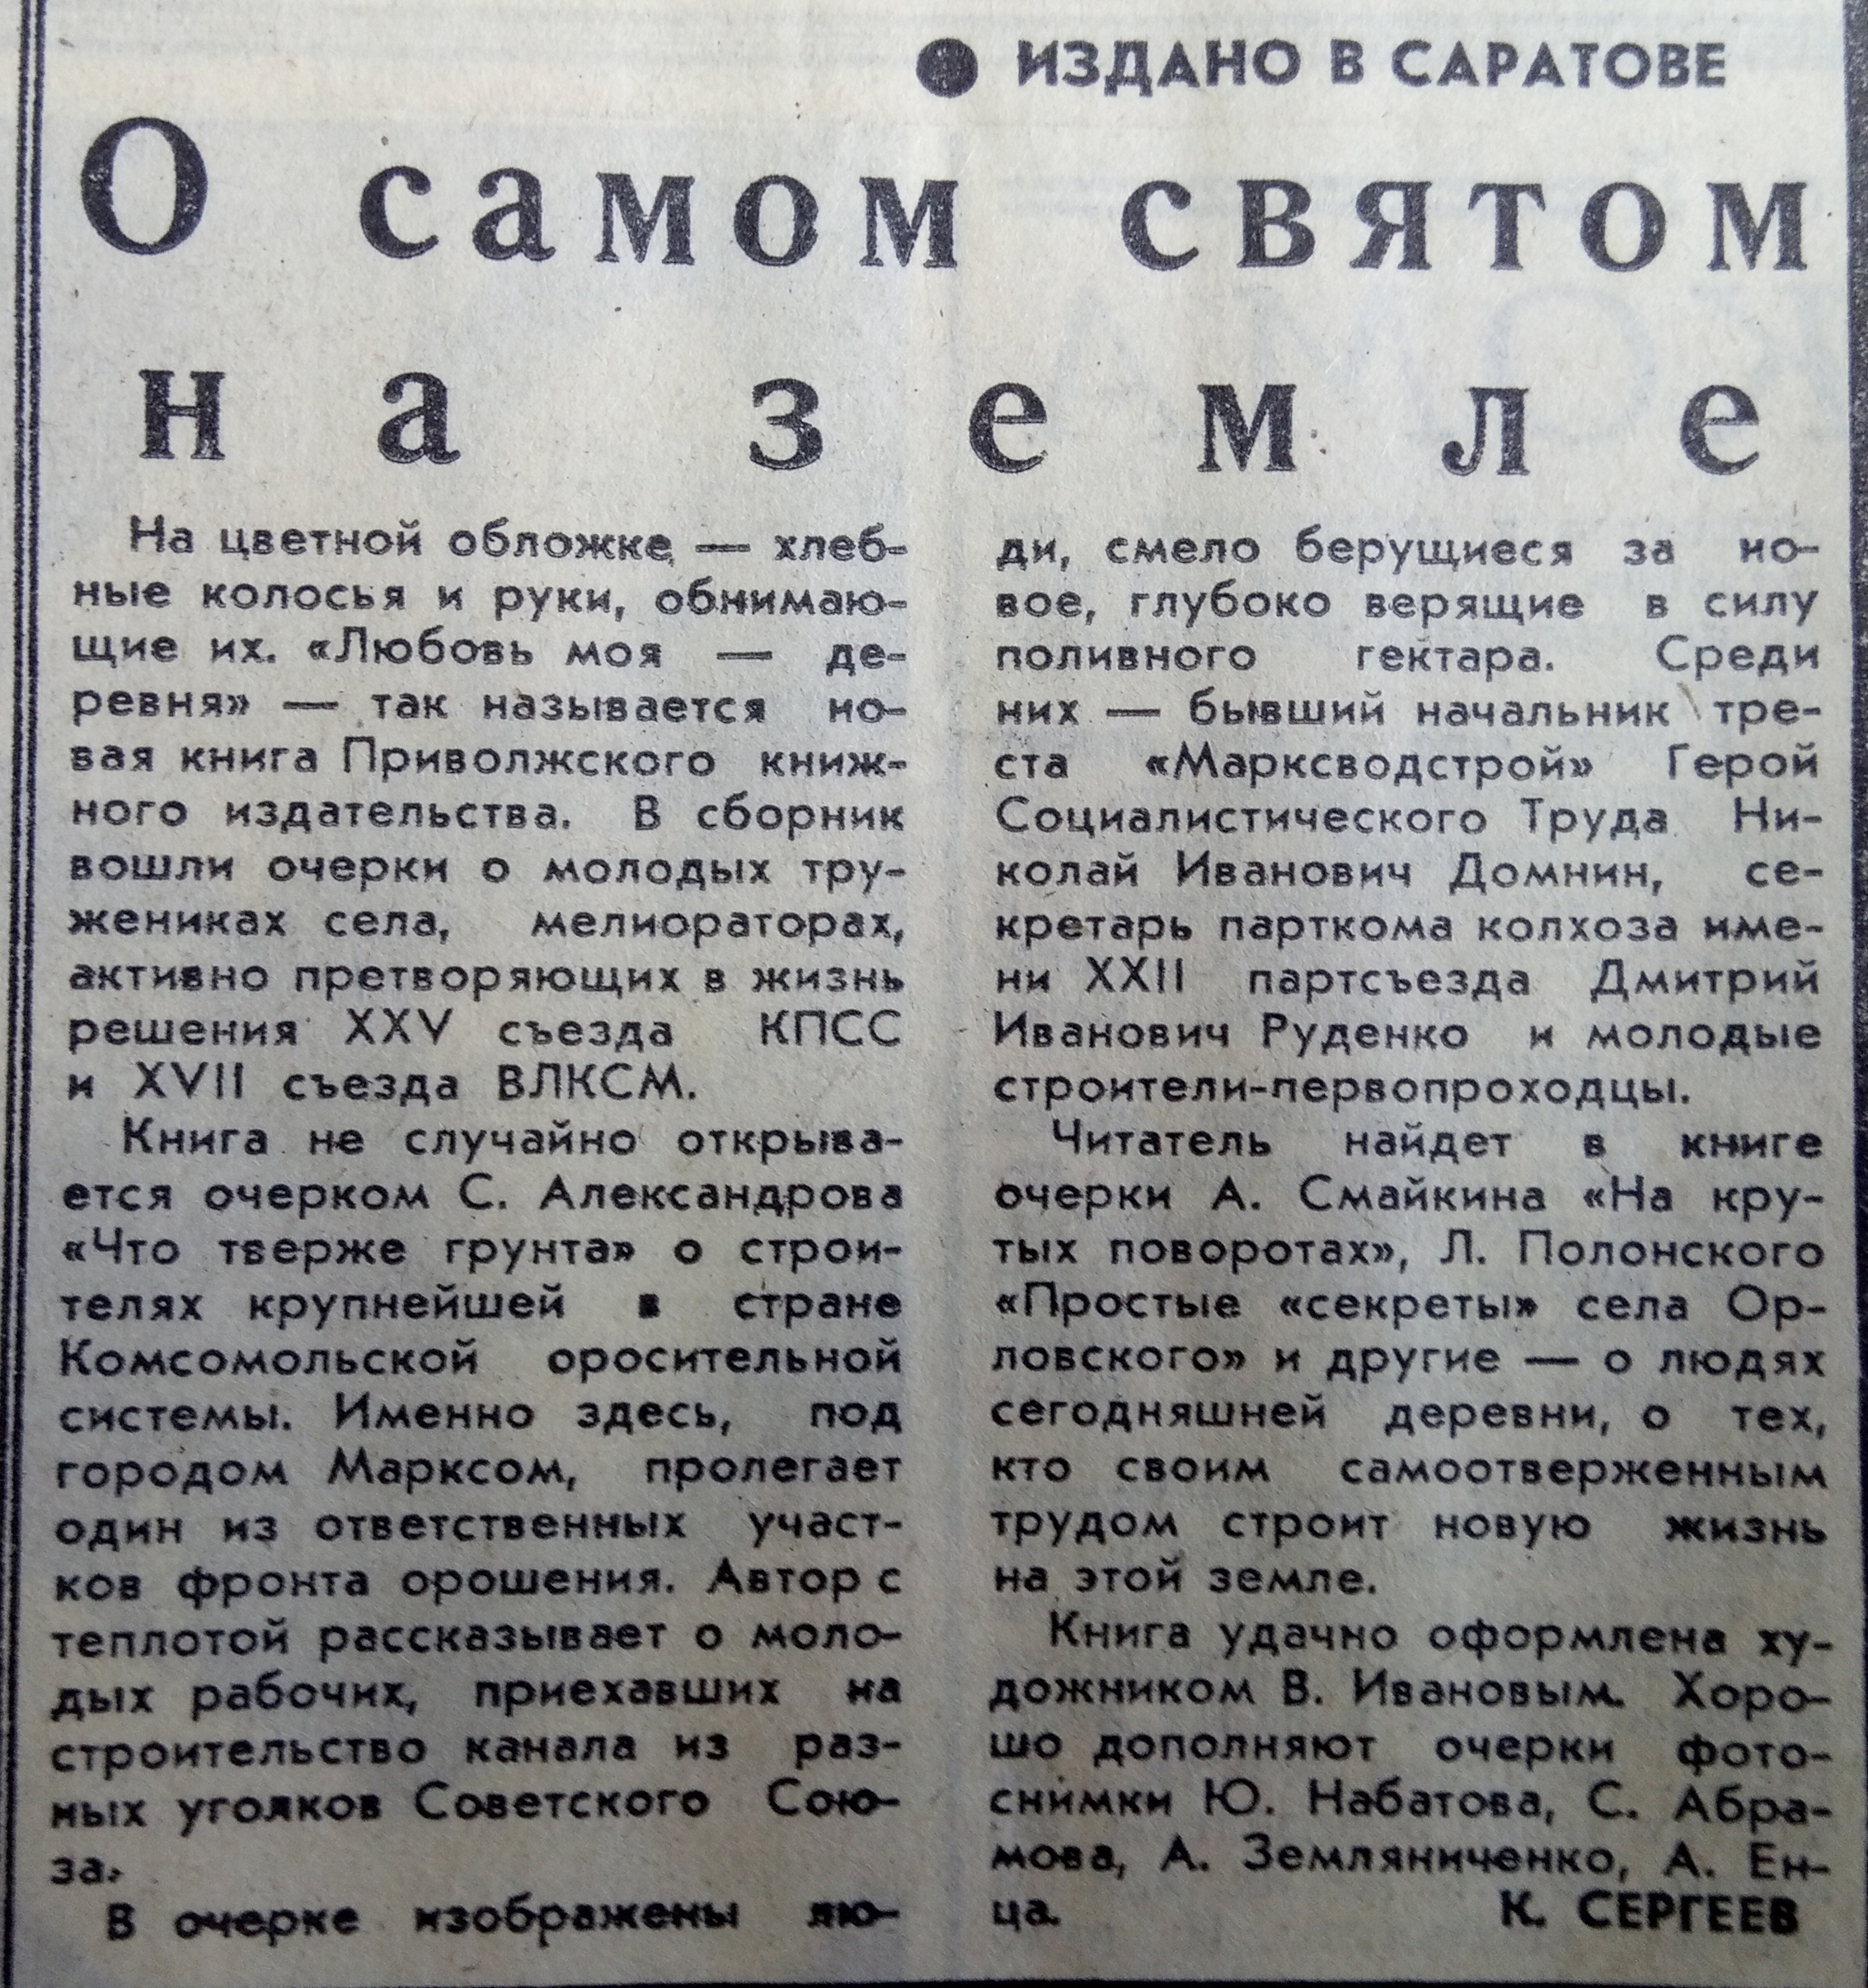 ● ИЗДАНО В САРАТОВЕ
О самом святом
на земле
На цветной обложке — хлеб-
ные колосья и руки, обнимаю-
щие их. «Любовь моя — де-
ревня» — так называется но-
вая книга Приволжского книж-
ного издательства. В сборник
вошли очерки о молодых тру-
жениках села, мелиораторах,
активно претворяющих в жизнь
решения XXV съезда КПСС
и XVII съезда ВЛКСМ.
Книга не случайно открыва-
ется очерком С. Александрова
«Что тверже грунта» о строи-
телях крупнейшей в стране
Комсомольской оросительной
системы. Именно здесь, под
городом Марксом, пролегает
один из ответственных участ-
ков фронта орошения. Автор с
теплотой рассказывает о моло-
дых рабочих, приехавших на
строительство канала из раз-
ных уголков Советского Сою-
за.
В очерке изображены лю-
ди, смело берущиеся за но-
вое, глубоко верящие в силу
поливного гектара. Среди
них — бывший начальник тре-
ста «Марксводстрой» Герой
Социалистического Труда Ни-
колай Иванович Домнин, се-
кретарь парткома колхоза име-
ни XXII партсъезда Дмитрий
Иванович Руденко и молодые
строители-первопроходцы.
Читатель найдет в книге
очерки А. Смайкина «На кру-
тых поворотах», Л. Полонского
«Простые «секреты» села Ор-
ловского» и другие — о людях
сегодняшней деревни, о тех,
кто своим самоотверженным
трудом строит новую жизнь
на этой земле.
Книга удачно оформлена ху-
дожником В. Ивановым. Хоро-
шо дополняют очерки фото-
снимки Ю. Набатова, С. Абра-
мова, А. Земляниченко, А. Ен-
ца. К. СЕРГЕЕВ